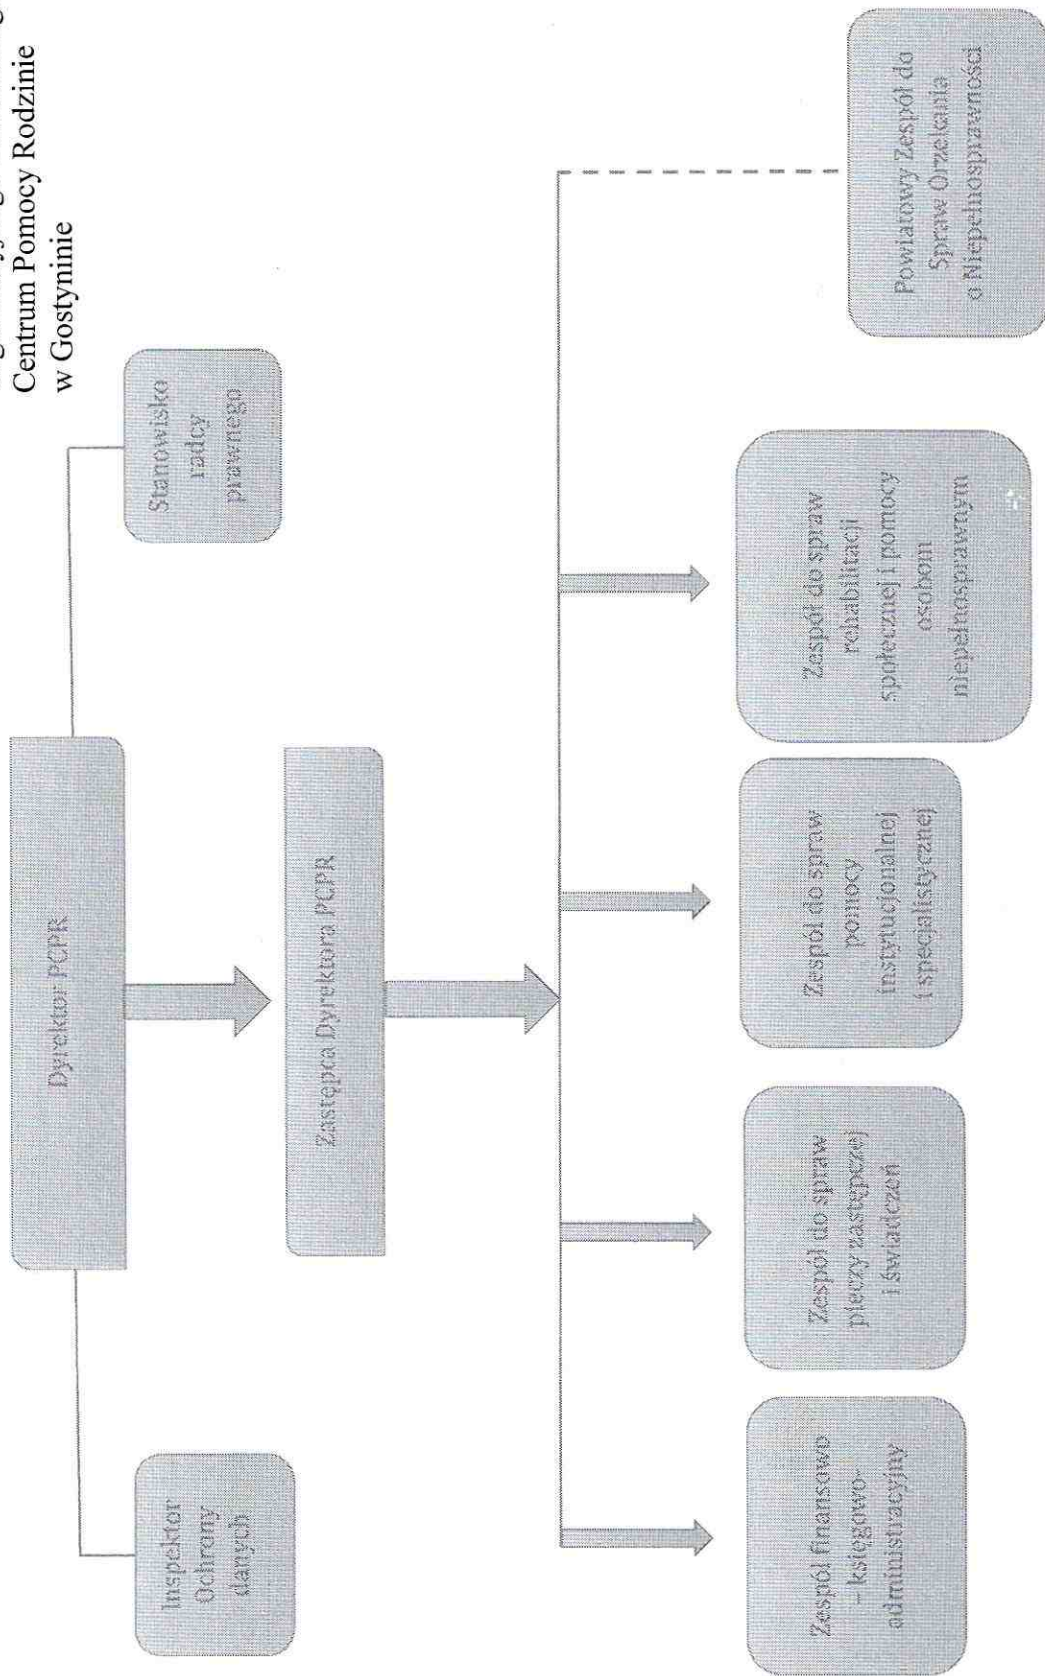 Centrum Pomocy Rodzinie
w Gostyninie
Dyrektor PCPR
Inspektor
Ochrony
danych
Stanowisko
radcy
prawnego
Zastępca Dyrektora PCPR
Zespół finansowo
– księgowo-
administracyjny
Zespół do spraw
pieczy zastępczej
i świadczeń
Zespół do spraw
pomocy
instytucjonalnej
i specjalistycznej
Zespół do spraw
rehabilitacji
społecznej i pomocy
osobom
niepełnosprawnym
Powiatowy Zespół do
Spraw Orzekania
o Niepełnosprawności